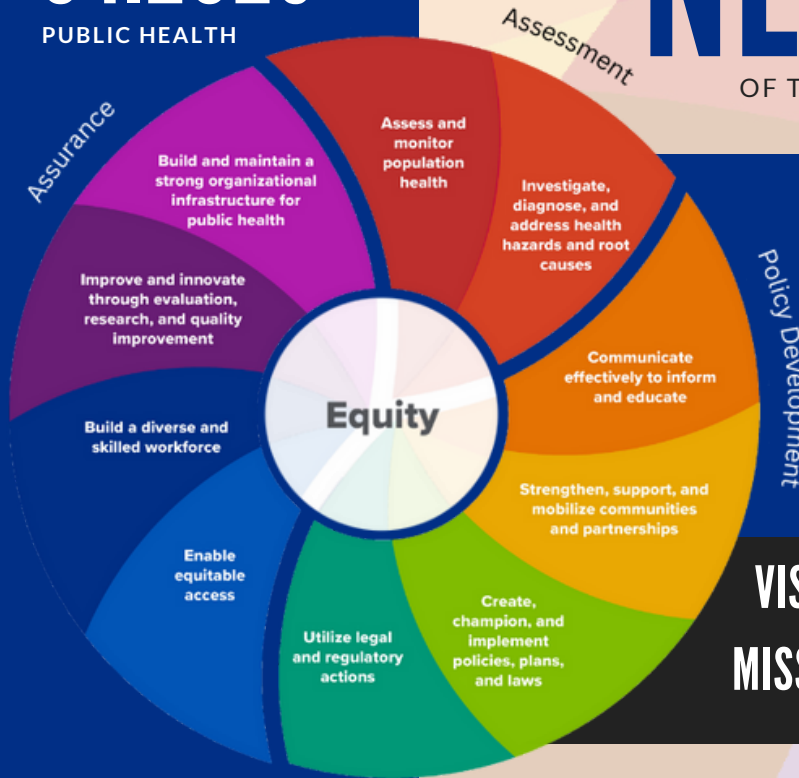 PUBLIC HEALTH
OF T
Assessment
Assess and
monitor
population
health
Investigate,
diagnose, and
address health
hazards and root
causes
Policy Development
Communicate
effectively to inform
and educate
Strengthen, support, and
mobilize communities
and partnerships
Create,
champion, and
implement
policies, plans,
and laws
Utilize legal
and regulatory
actions
Assurance
Enable
equitable
access
Build a diverse and
skilled workforce
Improve and innovate
through evaluation,
research, and quality
improvement
Build and maintain a
strong organizational
infrastructure for
public health
Equity
VIS
MISS